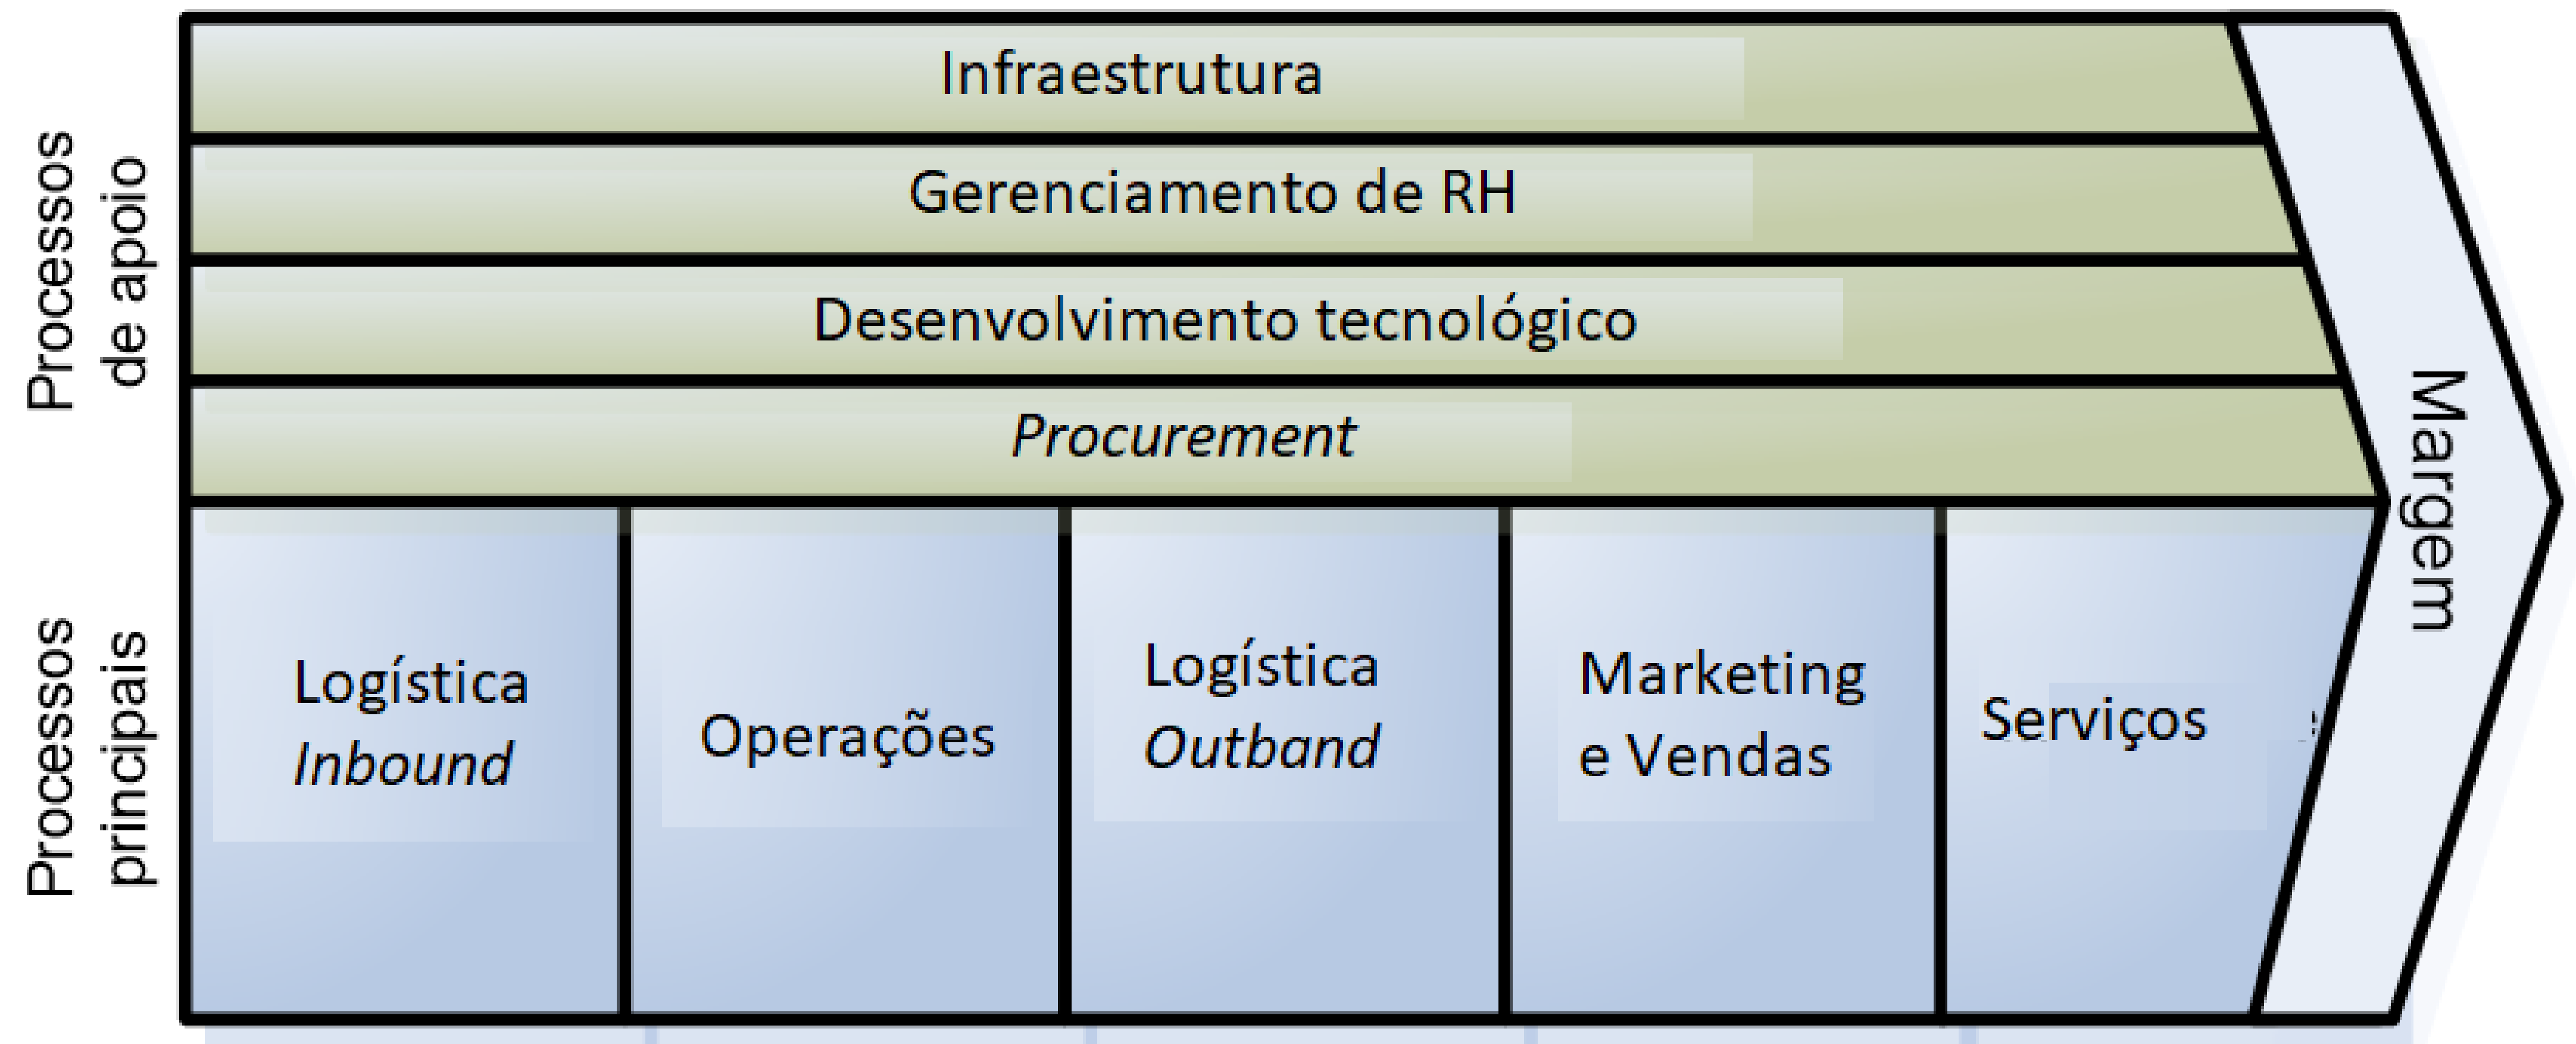 Processos
de apoio
Infraestrutura
Gerenciamento de RH
Desenvolvimento tecnológico
Procurement
Processos
principais
Logística
Inbound
Operações
Logística
Outband
Marketing
e Vendas
Serviços
Margem